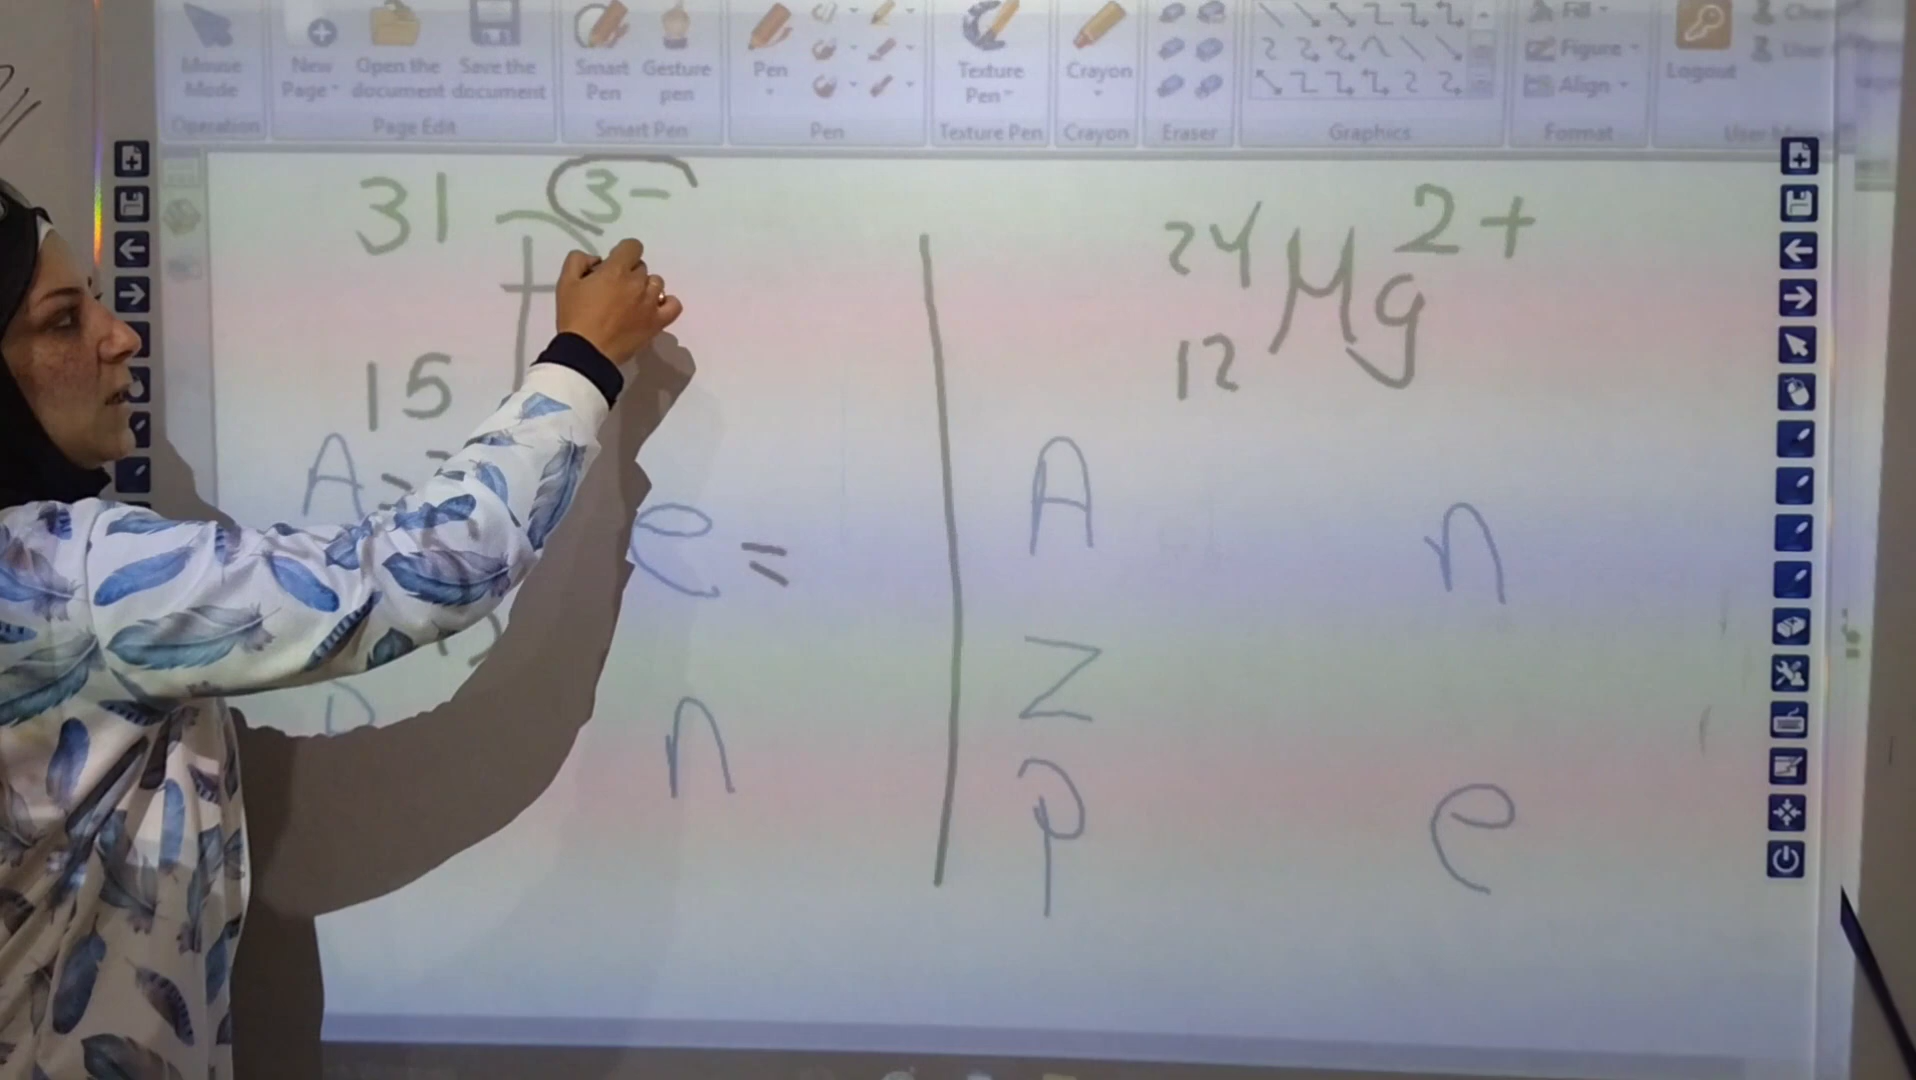 Mouse Mode
New Page
Open the document
Save the document
Smart Pen
Gesture pen
Pen
Texture Pen
Crayon
Fill
Figure
Align
Logout
Operation
Page Edit
Smart Pen
Pen
Texture Pen
Crayon
Eraser
Graphics
Format
31 P 3-
15
A =
e =
n
24 Mg 2+
12
A n
Z
P e